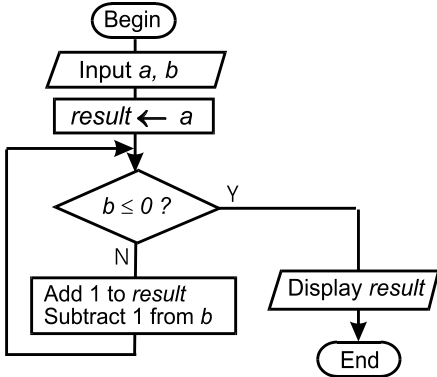 Begin
Input a, b
result ← a
b ≤ 0 ?
Y
N
Add 1 to result
Subtract 1 from b
Display result
End